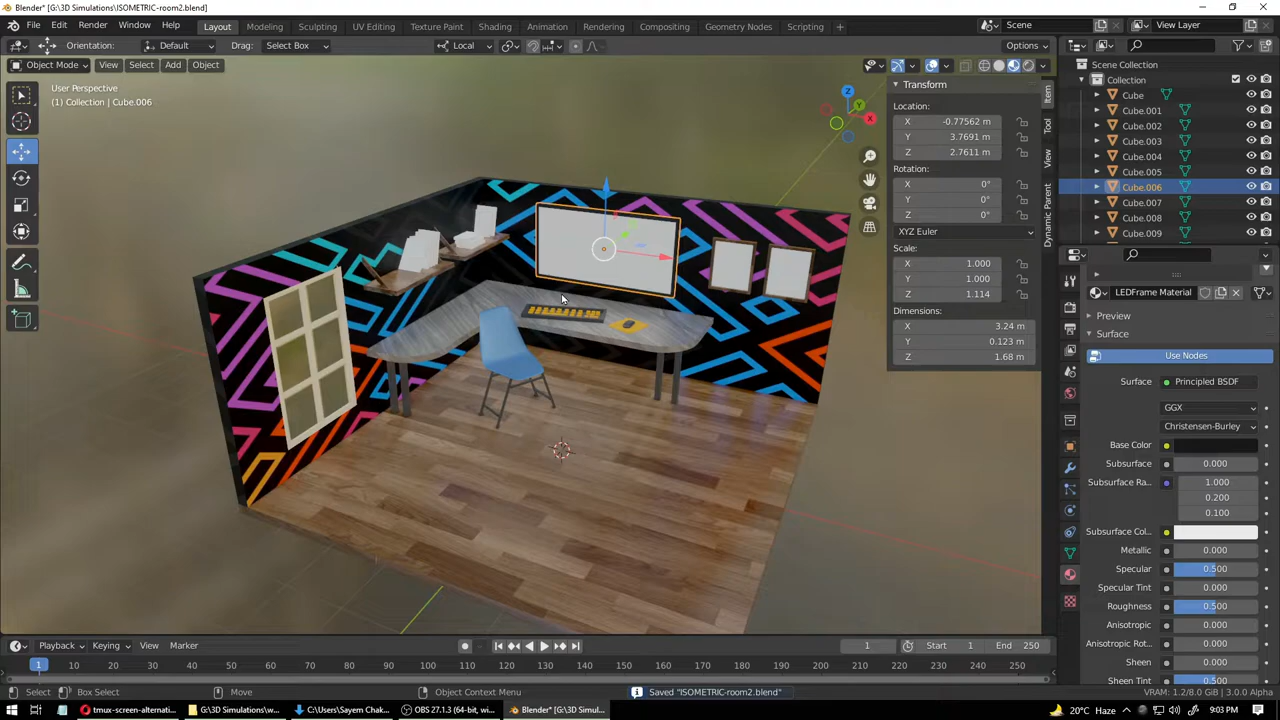 Blender* [G:\3D Simulations\ISOMETRIC-room2.blend]
File Edit Render Window Help Layout Modeling Sculpting UV Editing Texture Paint Shading Animation Rendering Compositing Geometry Nodes Scripting + Scene View Layer
Orientation: Default Drag: Select Box Local Options
Object Mode View Select Add Object
User Perspective
(1) Collection | Cube.006
Z
Y
X
Transform
Location:
X -0.77562 m
Y 3.7691 m
Z 2.7611 m
Rotation:
X 0°
Y 0°
Z 0°
XYZ Euler
Scale:
X 1.000
Y 1.000
Z 1.114
Dimensions:
X 3.24 m
Y 0.123 m
Z 1.68 m
Item
Tool
View
Dynamic Parent
Scene Collection
Collection
Cube
Cube.001
Cube.002
Cube.003
Cube.004
Cube.005
Cube.006
Cube.007
Cube.008
Cube.009
LEDFrame Material
Preview
Surface
Use Nodes
Surface Principled BSDF
GGX
Christensen-Burley
Base Color
Subsurface 0.000
Subsurface Ra... 1.000
0.200
0.100
Subsurface Col...
Metallic 0.000
Specular 0.500
Specular Tint 0.000
Roughness 0.500
Anisotropic 0.000
Anisotropic Rot... 0.000
Sheen 0.000
Sheen Tint 0.500
Playback Keying View Marker 1 Start 1 End 250
1 10 20 30 40 50 60 70 80 90 100 110 120 130 140 150 160 170 180 190 200 210 220 230 240 250
Select Box Select Move Object Context Menu Saved "ISOMETRIC-room2.blend" VRAM: 1.2/8.0 GiB | 3.0.0 Alpha
tmux-screen-alternati... G:\3D Simulations\w... C:\Users\Sayem Chak... OBS 27.1.3 (64-bit, wi... Blender* [G:\3D Simul... 20°C Haze 9:03 PM